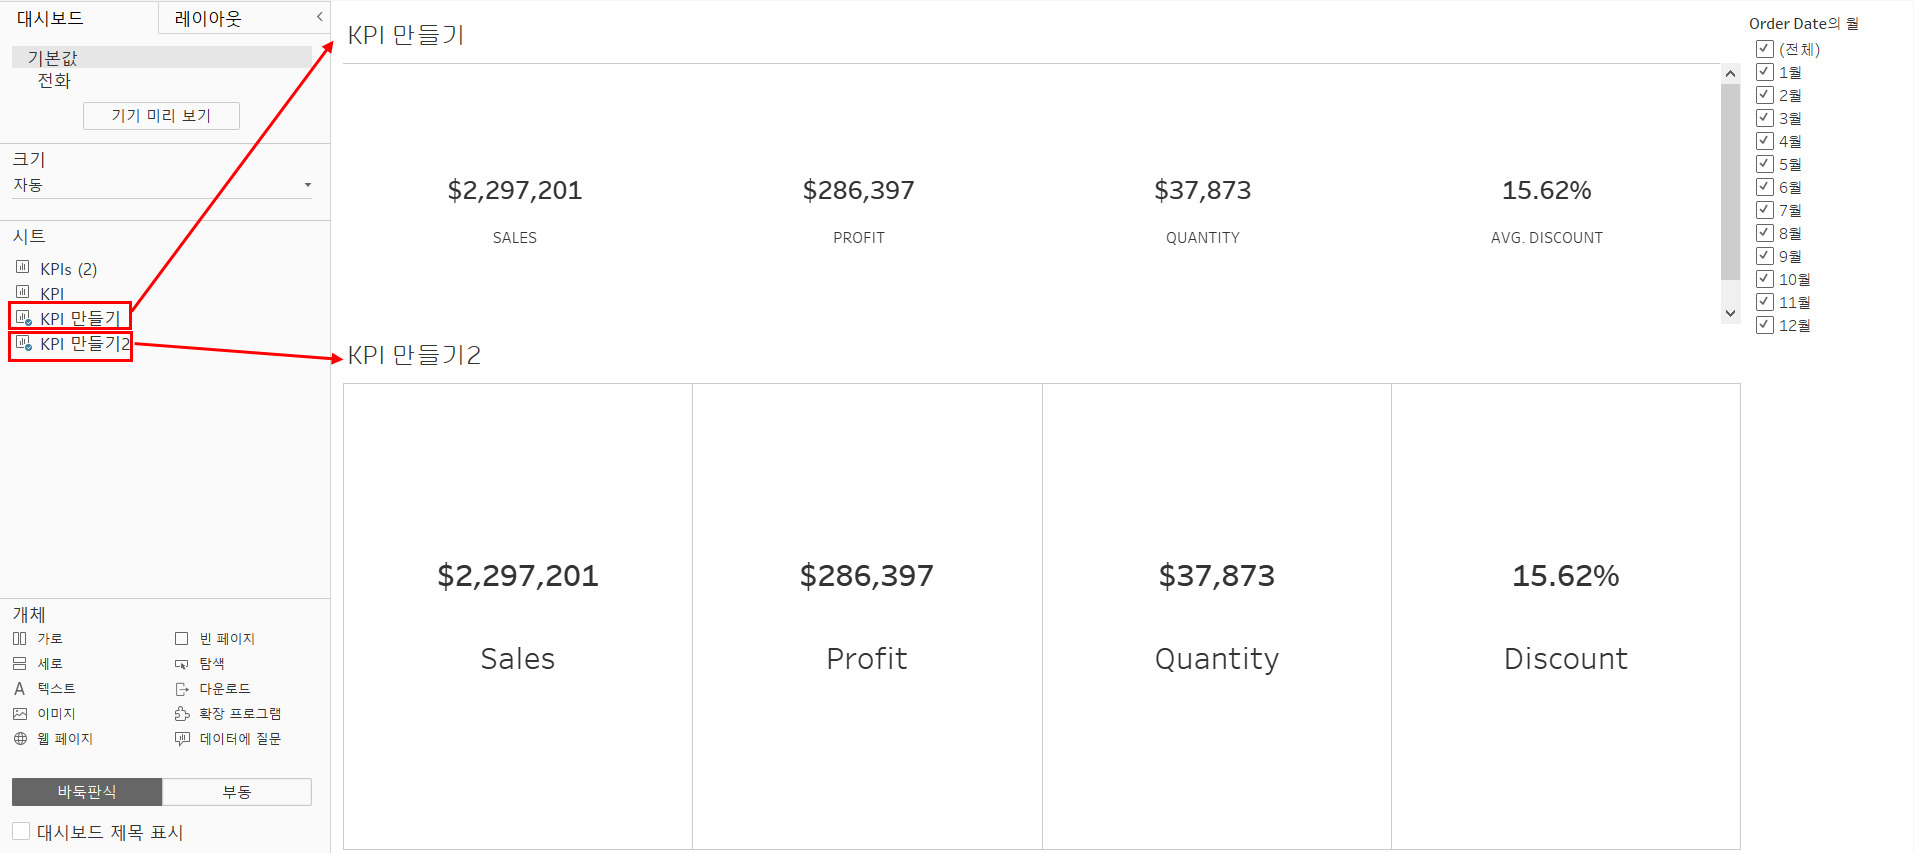 대시보드
레이아웃
기본값
전화
기기 미리 보기
크기
자동
시트
KPIs (2)
KPI
KPI 만들기
KPI 만들기2
개체
가로
빈 페이지
세로
탐색
텍스트
다운로드
이미지
확장 프로그램
웹 페이지
데이터에 질문
바둑판식
부동
대시보드 제목 표시
KPI 만들기
$2,297,201 $286,397 $37,873 15.62%
SALES PROFIT QUANTITY AVG. DISCOUNT
KPI 만들기2
$2,297,201 $286,397 $37,873 15.62%
Sales Profit Quantity Discount
Order Date의 월
(전체)
1월
2월
3월
4월
5월
6월
7월
8월
9월
10월
11월
12월